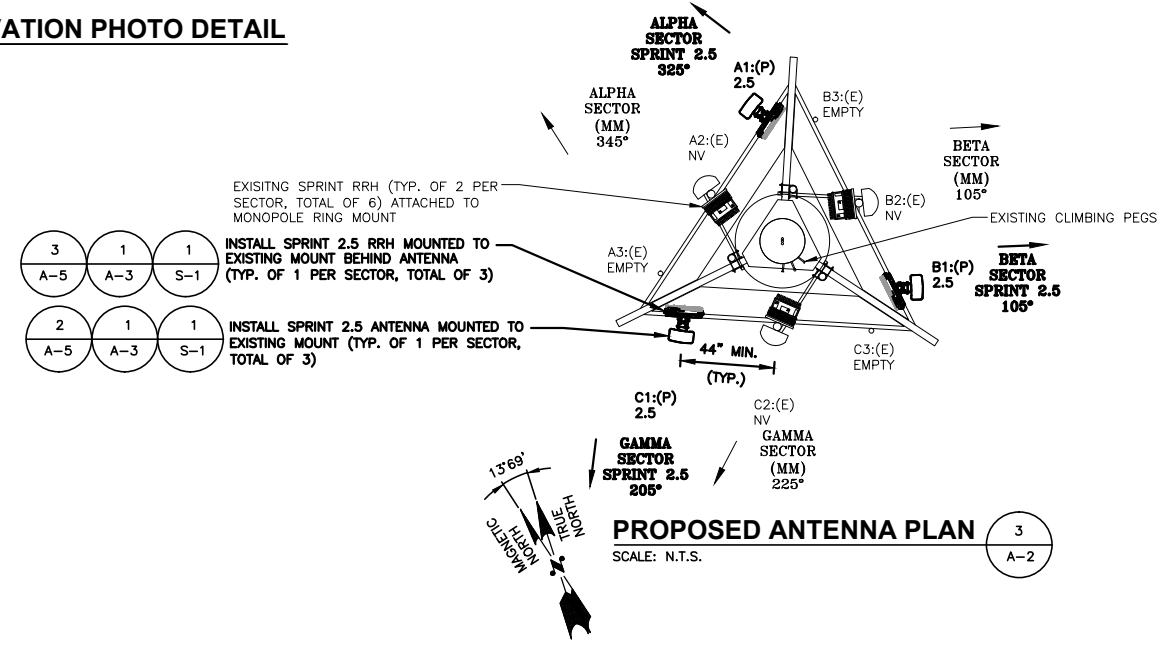 VATION PHOTO DETAIL
ALPHA
SECTOR
SPRINT 2.5
325°
A1:(P)
2.5
B3:(E)
EMPTY
ALPHA
SECTOR
(MM)
345°
A2:(E)
NV
BETA
SECTOR
(MM)
105°
EXISITNG SPRINT RRH (TYP. OF 2 PER
SECTOR, TOTAL OF 6) ATTACHED TO
MONOPOLE RING MOUNT
B2:(E)
NV
EXISTING CLIMBING PEGS
3
A-5
1
A-3
1
S-1
INSTALL SPRINT 2.5 RRH MOUNTED TO
EXISTING MOUNT BEHIND ANTENNA
(TYP. OF 1 PER SECTOR, TOTAL OF 3)
A3:(E)
EMPTY
B1:(P)
2.5
BETA
SECTOR
SPRINT 2.5
105°
2
A-5
1
A-3
1
S-1
INSTALL SPRINT 2.5 ANTENNA MOUNTED TO
EXISTING MOUNT (TYP. OF 1 PER SECTOR,
TOTAL OF 3)
44" MIN.
(TYP.)
C3:(E)
EMPTY
C1:(P)
2.5
C2:(E)
NV
GAMMA
SECTOR
SPRINT 2.5
205°
GAMMA
SECTOR
(MM)
225°
13°69'
MAGNETIC
NORTH
TRUE
NORTH
N
PROPOSED ANTENNA PLAN
SCALE: N.T.S.
3
A-2